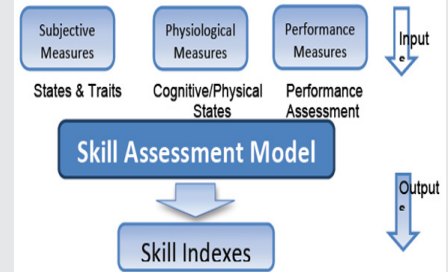 Subjective
Measures
Physiological
Measures
Performance
Measures
Input
e
States & Traits
Cognitive/Physical
States
Performance
Assessment
Skill Assessment Model
Output
e
Skill Indexes